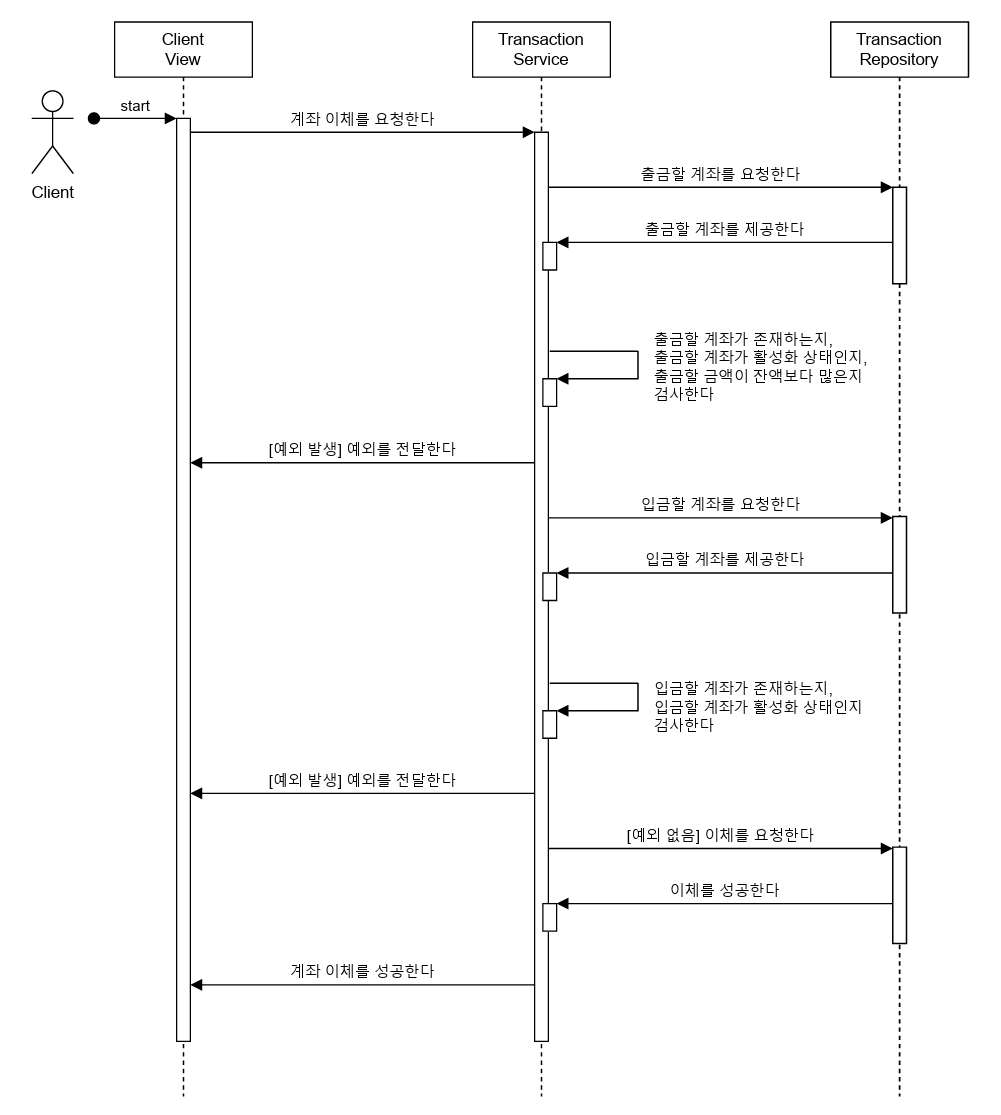 Client
View
Transaction
Service
Transaction
Repository
Client
start
계좌 이체를 요청한다
출금할 계좌를 요청한다
출금할 계좌를 제공한다
출금할 계좌가 존재하는지,
출금할 계좌가 활성화 상태인지,
출금할 금액이 잔액보다 많은지
검사한다
[예외 발생] 예외를 전달한다
입금할 계좌를 요청한다
입금할 계좌를 제공한다
입금할 계좌가 존재하는지,
입금할 계좌가 활성화 상태인지
검사한다
[예외 발생] 예외를 전달한다
[예외 없음] 이체를 요청한다
이체를 성공한다
계좌 이체를 성공한다